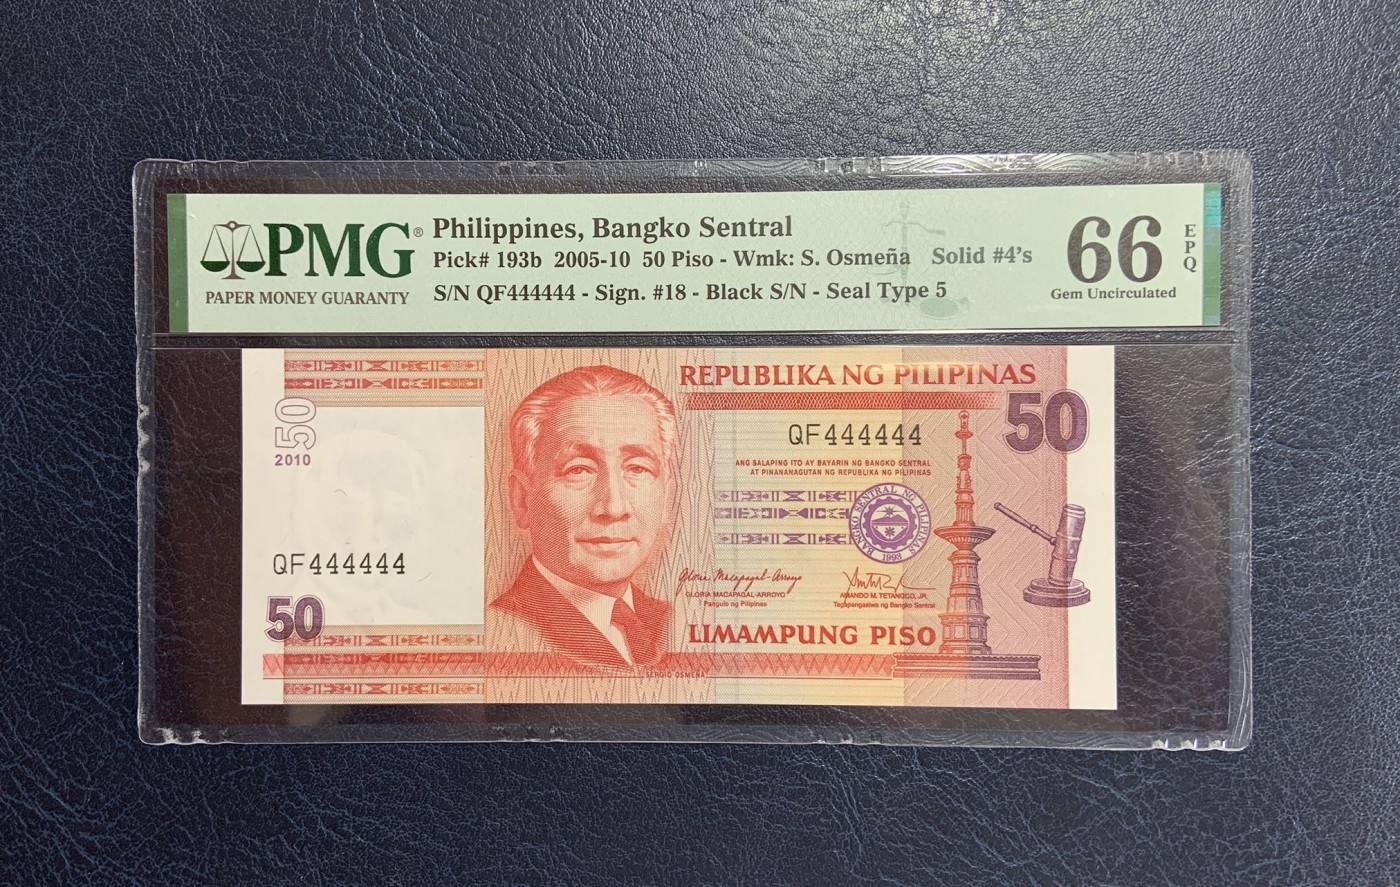 PMG®
PAPER MONEY GUARANTY
Philippines, Bangko Sentral
Pick# 193b 2005-10 50 Piso - Wmk: S. Osmeña Solid #4's
S/N QF444444 - Sign. #18 - Black S/N - Seal Type 5
66
Gem Uncirculated
EPQ
REPUBLIKA NG PILIPINAS
50
50
2010
QF444444
ANG SALAPING ITO AY BAYARIN NG BANGKO SENTRAL
AT PINANANAGUTAN NG REPUBLIKA NG PILIPINAS
BANGKO SENTRAL NG PILIPINAS
1993
QF444444
50
GLORIA MACAPAGAL-ARROYO
Pangulo ng Pilipinas
AMANDO M. TETANGCO, JR.
Tagapangasiwa ng Bangko Sentral
LIMAMPUNG PISO
SERGIO OSMEÑA